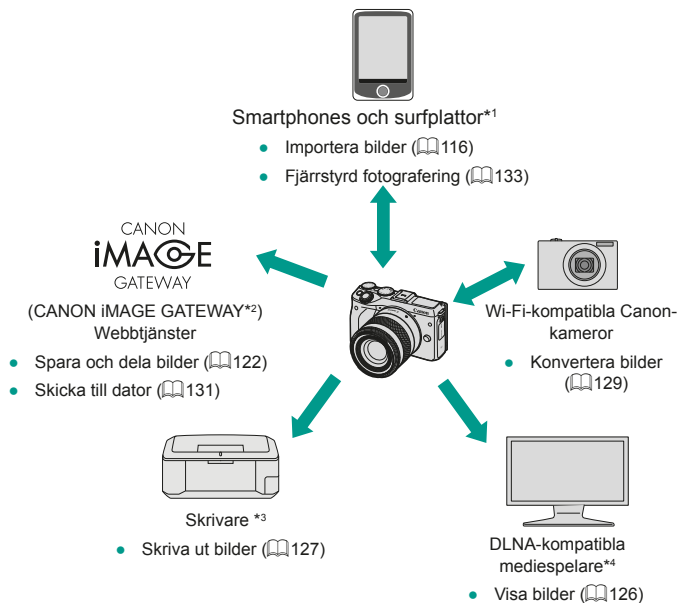 Smartphones och surfplattor*1
● Importera bilder (116)
● Fjärrstyrd fotografering (133)
CANON
iMAGE
GATEWAY
(CANON iMAGE GATEWAY*2)
Webbtjänster
● Spara och dela bilder (122)
● Skicka till dator (131)
Canon
Wi-Fi-kompatibla Canon-
kameror
● Konvertera bilder
(129)
Skrivare *3
● Skriva ut bilder (127)
DLNA-kompatibla
mediespelare*4
● Visa bilder (126)